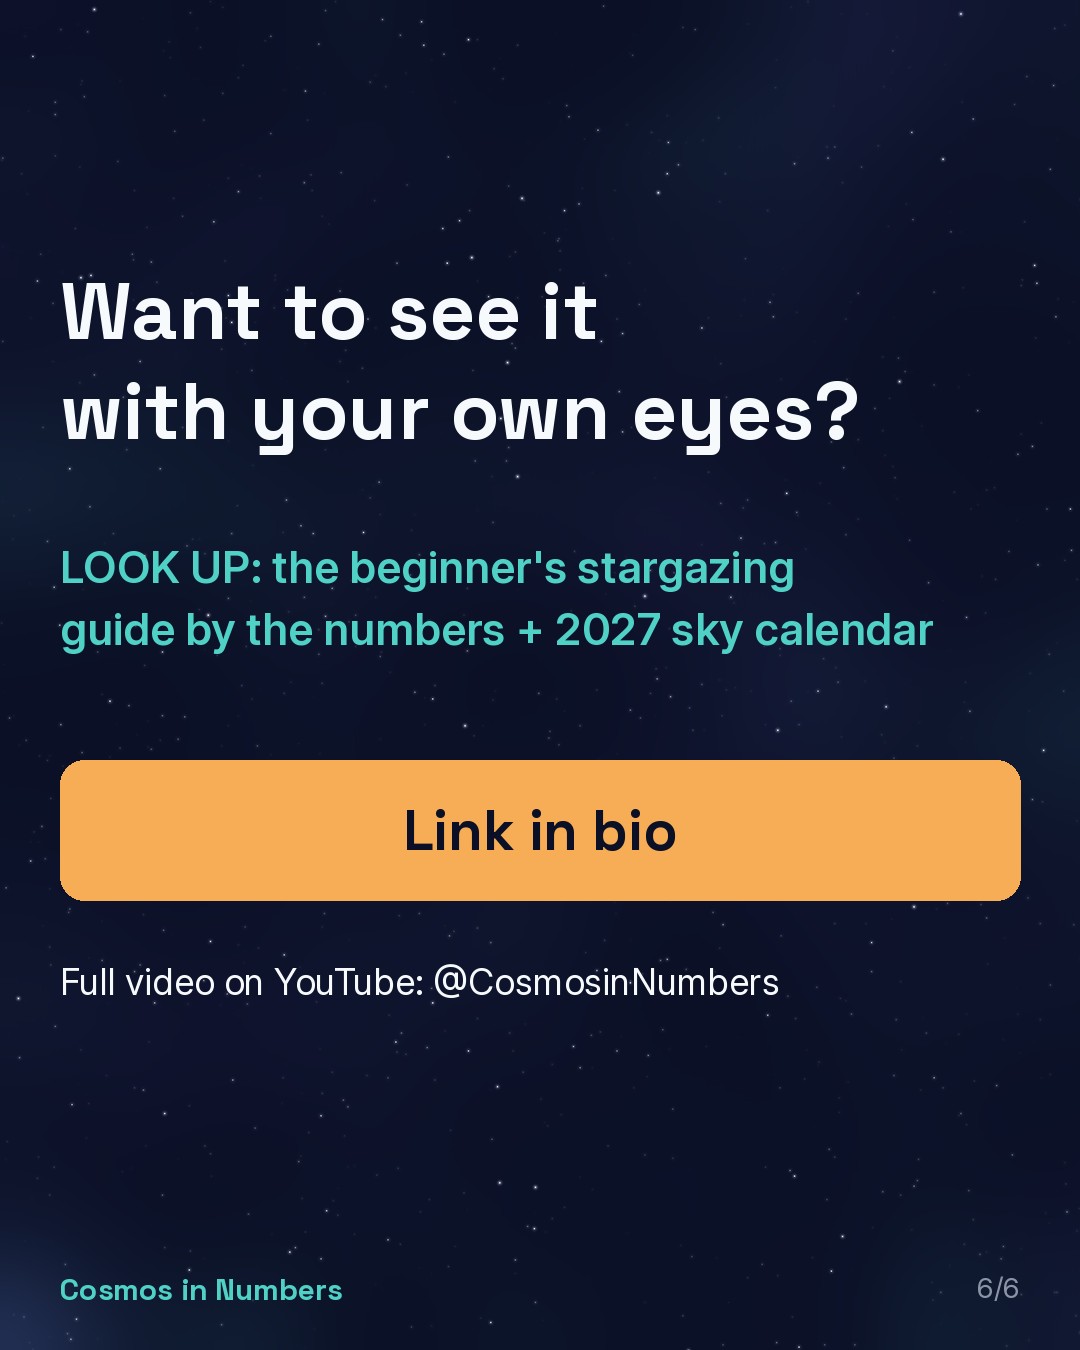 Want to see it
with your own eyes?
LOOK UP: the beginner's stargazing
guide by the numbers + 2027 sky calendar
Link in bio
Full video on YouTube: @CosmosinNumbers
Cosmos in Numbers
6/6